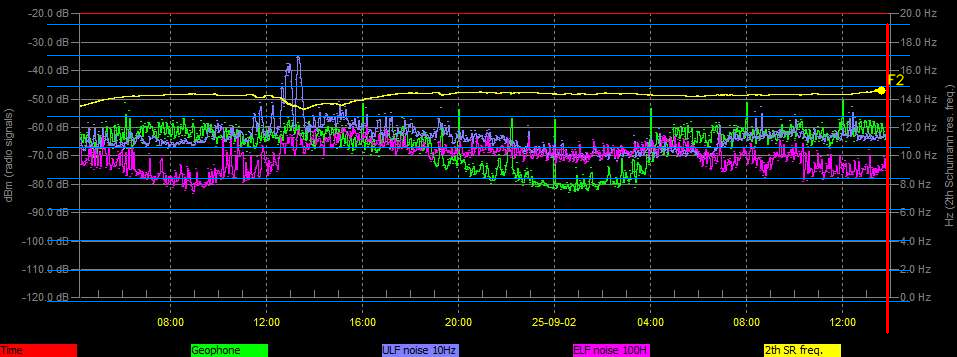 -20.0 dB 20.0 Hz
-30.0 dB 18.0 Hz
-40.0 dB 16.0 Hz
F2
-50.0 dB 14.0 Hz
-60.0 dB 12.0 Hz
-70.0 dB 10.0 Hz
-80.0 dB 8.0 Hz
-90.0 dB 6.0 Hz
-100.0 dB 4.0 Hz
-110.0 dB 2.0 Hz
-120.0 dB 0.0 Hz
dBm (radio signals)
Hz (2th Schumann res. freq.)
08:00 12:00 16:00 20:00 25-09-02 04:00 08:00 12:00
Time Geophone ULF noise 10Hz ELF noise 100H 2th SR freq.